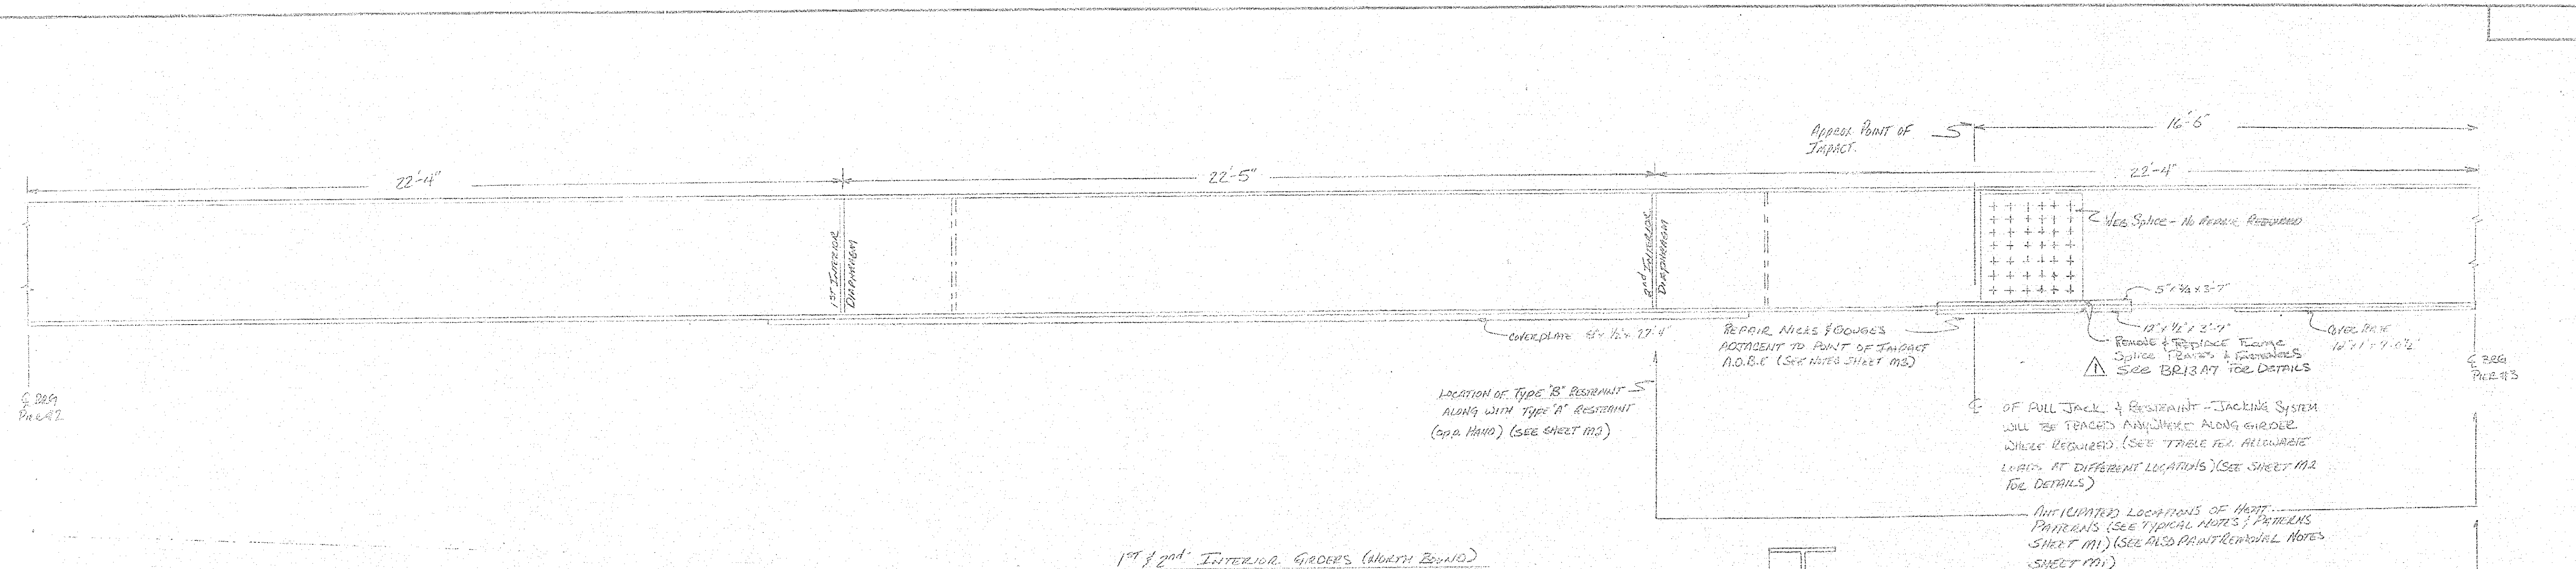 APPROX POINT OF
IMPACT.
16'-5"
22'-4"
22'-5"
22'-4"
1ST INTERIOR
DIAPHRAGM
2nd INTERIOR
DIAPHRAGM
WEB SPLICE - NO REPAIR REQUIRED
5" x 3/4 x 3'-7"
COVERPLATE
REPAIR NICKS & GOUGES
ADJACENT TO POINT OF IMPACT
A.O.B.E (SEE NOTES SHEET M3)
12" x 1/2 x 3'-7"
REMOVE & REPLACE Flange
Splice PLATES & FASTENERS
1 SEE BR13A7 FOR DETAILS
COVER PLATE
℄ BRG
PIER #2
℄ BRG
PIER #3
LOCATION OF TYPE "B" RESTRAINT
ALONG WITH TYPE "A" RESTRAINT
(OPP. HAND) (SEE SHEET M2)
℄ OF PULL JACK & RESTRAINT - JACKING SYSTEM
WILL BE PLACED ANYWHERE ALONG GIRDER
WHERE REQUIRED. (SEE TABLE FOR ALLOWABLE
LOADS AT DIFFERENT LOCATIONS) (SEE SHEET M2
FOR DETAILS)
ANTICIPATED LOCATIONS OF HEAT
PATTERNS (SEE TYPICAL NOTES & PATTERNS
SHEET M1) (SEE ALSO PAINT REMOVAL NOTES
SHEET M1)
1ST & 2nd INTERIOR GIRDERS (NORTH BOUND)